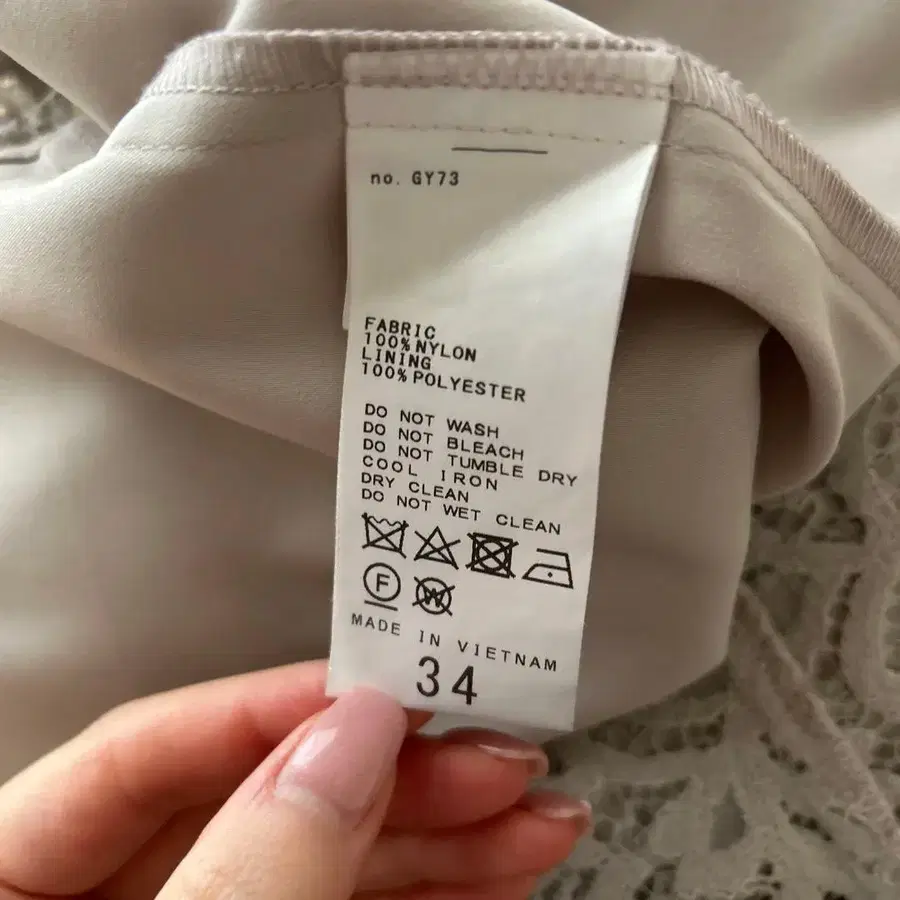 no. GY73
FABRIC
100% NYLON
LINING
100% POLYESTER
DO NOT WASH
DO NOT BLEACH
DO NOT TUMBLE DRY
COOL IRON
DRY CLEAN
DO NOT WET CLEAN
F W
MADE IN VIETNAM
34